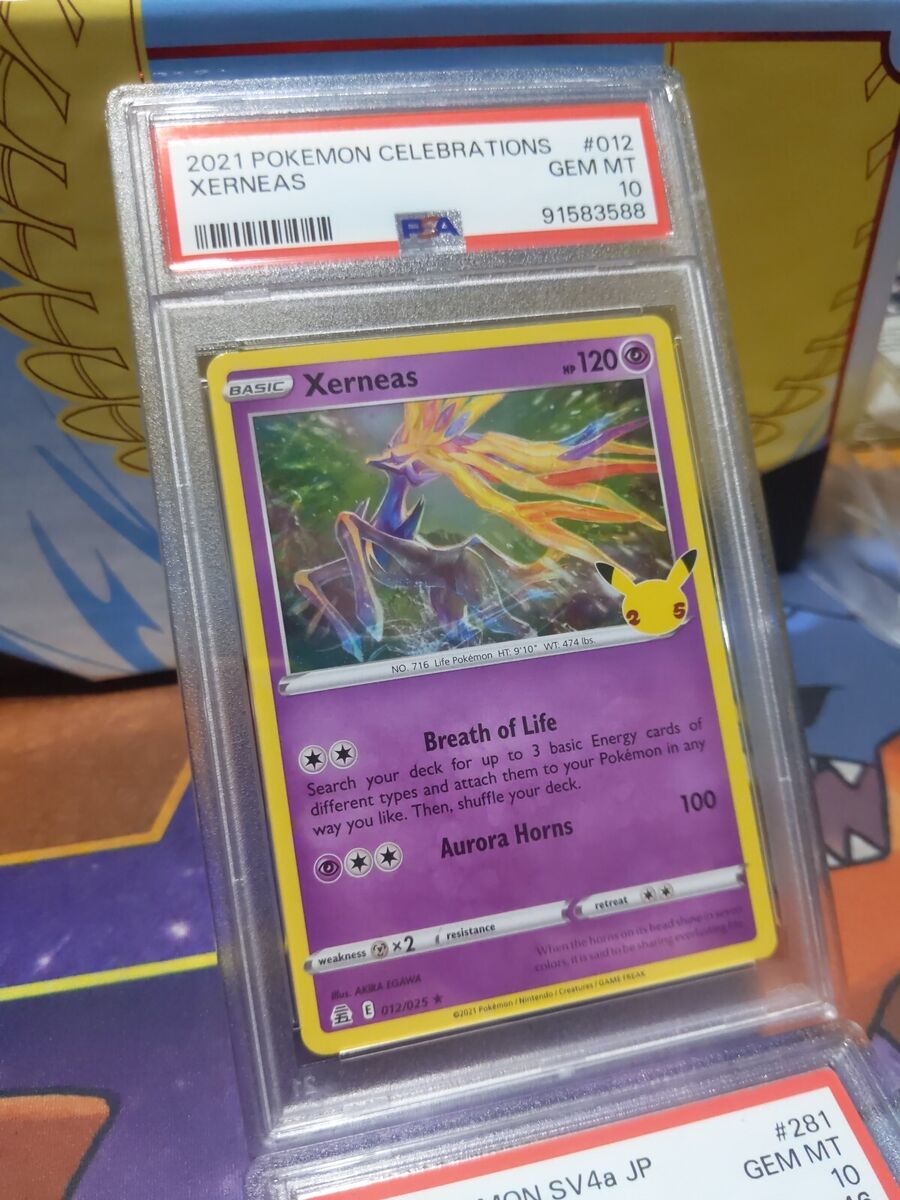 2021 POKEMON CELEBRATIONS #012
XERNEAS GEM MT
10
PSA 91583588
BASIC Xerneas HP 120
25
NO. 716 Life Pokémon HT: 9'10" WT: 474 lbs.
Breath of Life
Search your deck for up to 3 basic Energy cards of
different types and attach them to your Pokémon in any
way you like. Then, shuffle your deck.
Aurora Horns 100
weakness ×2 resistance retreat
When the horns on its head shine in seven
colors, it is said to be sharing everlasting life.
Illus. AKIRA EGAWA
E 012/025 ★
©2021 Pokémon / Nintendo / Creatures / GAME FREAK
#281
MON SV4a JP GEM MT
10